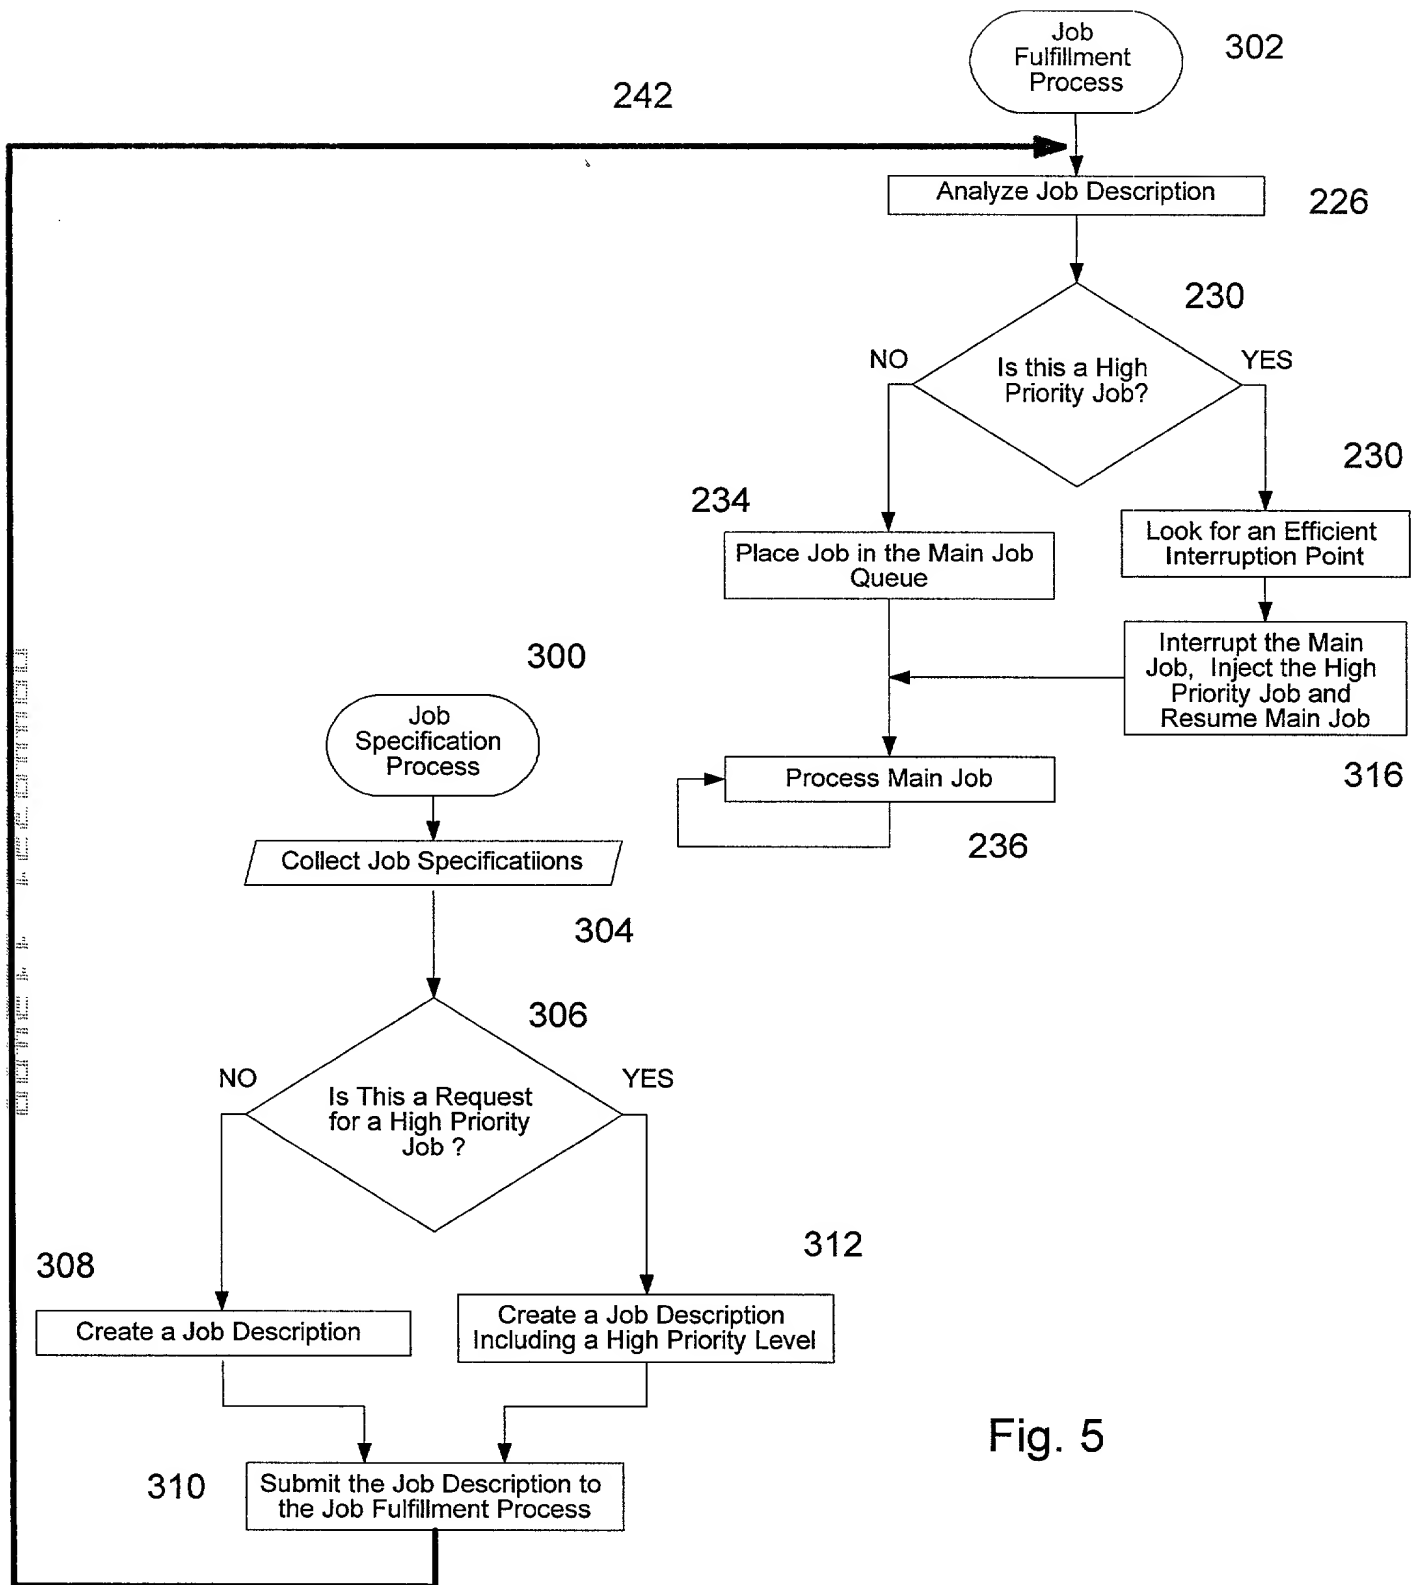 Job
Fulfillment
Process
302
242
Analyze Job Description
226
230
NO
YES
Is this a High
Priority Job?
230
234
Place Job in the Main Job
Queue
Look for an Efficient
Interruption Point
Interrupt the Main
Job, Inject the High
Priority Job and
Resume Main Job
316
Process Main Job
236
300
Job
Specification
Process
Collect Job Specificatiions
304
306
NO
YES
Is This a Request
for a High Priority
Job ?
308
312
Create a Job Description
Create a Job Description
Including a High Priority Level
310
Submit the Job Description to
the Job Fulfillment Process
Fig. 5